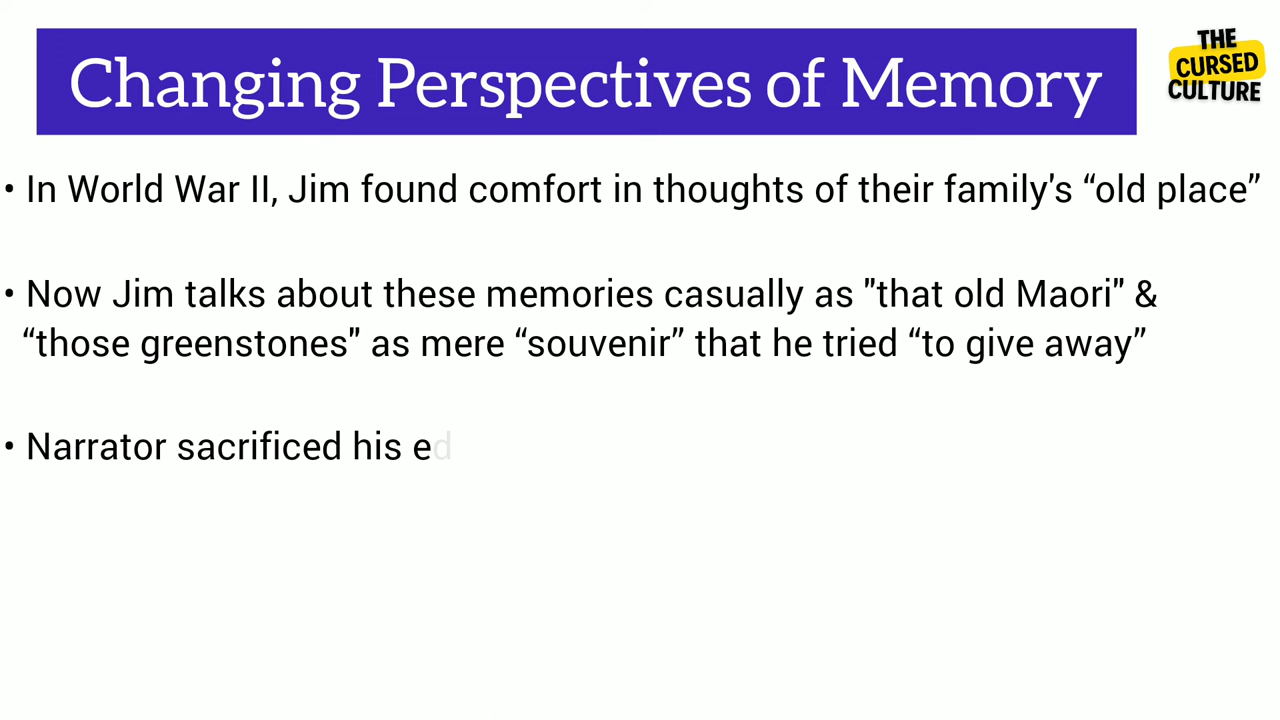 Changing Perspectives of Memory
THE
CURSED
CULTURE
• In World War II, Jim found comfort in thoughts of their family's “old place”
• Now Jim talks about these memories casually as "that old Maori" &
“those greenstones" as mere “souvenir” that he tried “to give away”
• Narrator sacrificed his ed